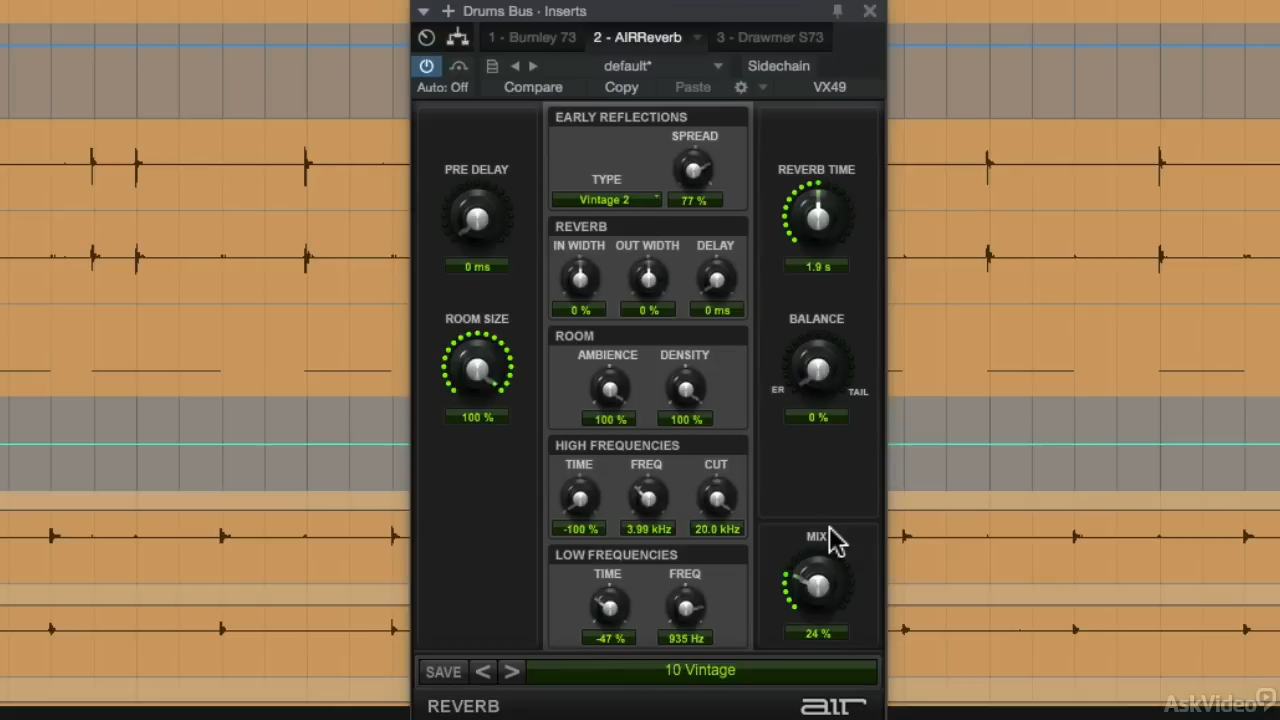 Drums Bus · Inserts
1 - Burnley 73 2 - AIRReverb 3 - Drawmer S73
default* Sidechain
Auto: Off Compare Copy Paste VX49
EARLY REFLECTIONS
SPREAD
TYPE
Vintage 2 77 %
PRE DELAY
0 ms
ROOM SIZE
100 %
REVERB
IN WIDTH OUT WIDTH DELAY
0 % 0 % 0 ms
ROOM
AMBIENCE DENSITY
100 % 100 %
HIGH FREQUENCIES
TIME FREQ CUT
-100 % 3.99 kHz 20.0 kHz
LOW FREQUENCIES
TIME FREQ
-47 % 935 Hz
REVERB TIME
1.9 s
BALANCE
ER TAIL
0 %
MIX
24 %
SAVE < > 10 Vintage
REVERB air
AskVideo